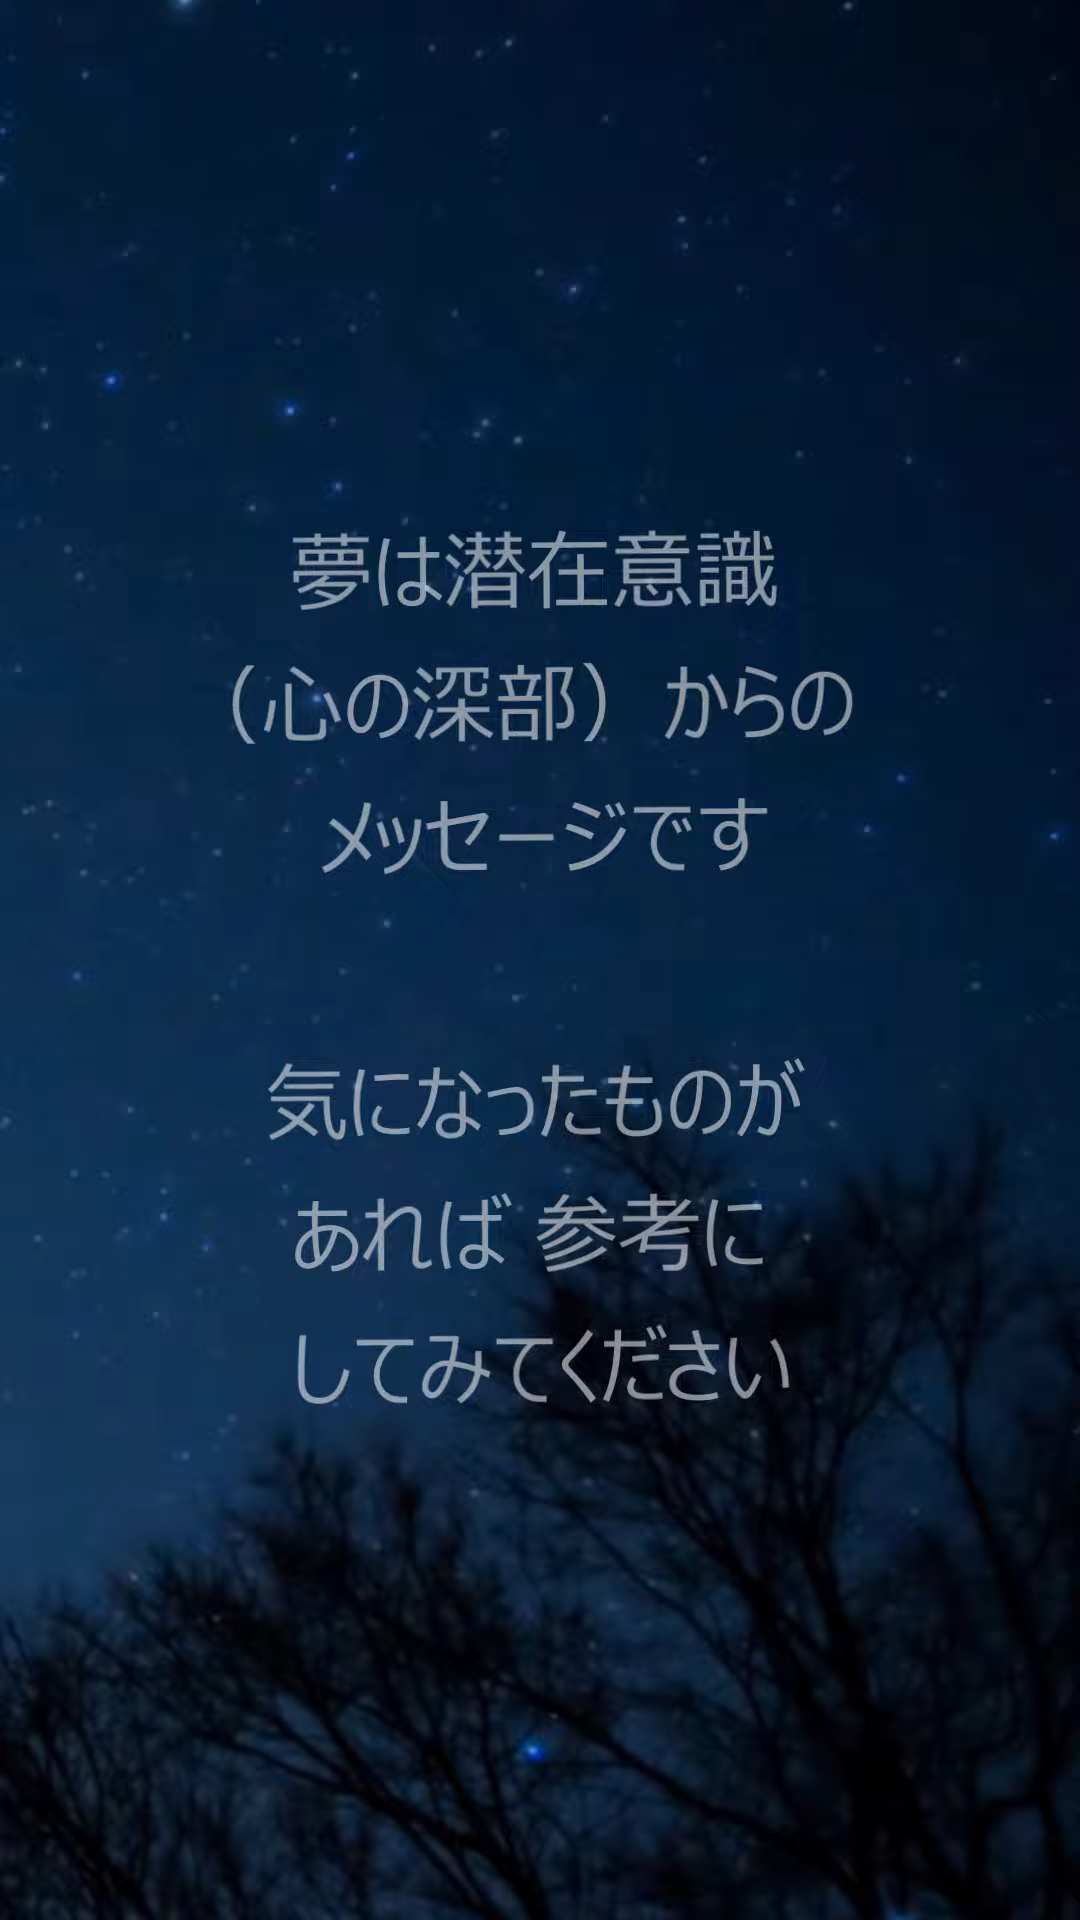 夢は潜在意識
（心の深部）からの
メッセージです
気になったものが
あれば 参考に
してみてください